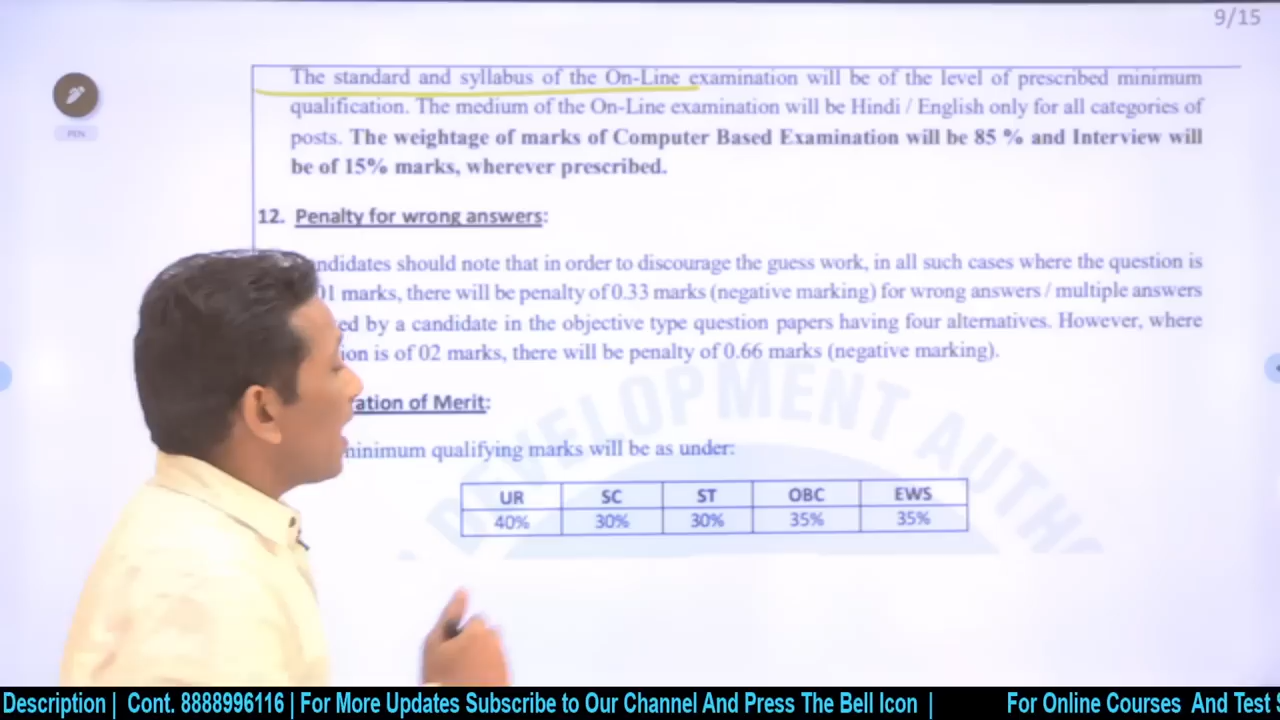 9/15
PEN
The standard and syllabus of the On-Line examination will be of the level of prescribed minimum
qualification. The medium of the On-Line examination will be Hindi / English only for all categories of
posts. The weightage of marks of Computer Based Examination will be 85 % and Interview will
be of 15% marks, wherever prescribed.
12. Penalty for wrong answers:
ndidates should note that in order to discourage the guess work, in all such cases where the question is
01 marks, there will be penalty of 0.33 marks (negative marking) for wrong answers / multiple answers
ed by a candidate in the objective type question papers having four alternatives. However, where
ion is of 02 marks, there will be penalty of 0.66 marks (negative marking).
ation of Merit:
minimum qualifying marks will be as under:
UR SC ST OBC EWS
40% 30% 30% 35% 35%
DEVELOPMENT AUTHO
Description | Cont. 8888996116 | For More Updates Subscribe to Our Channel And Press The Bell Icon | For Online Courses And Test S